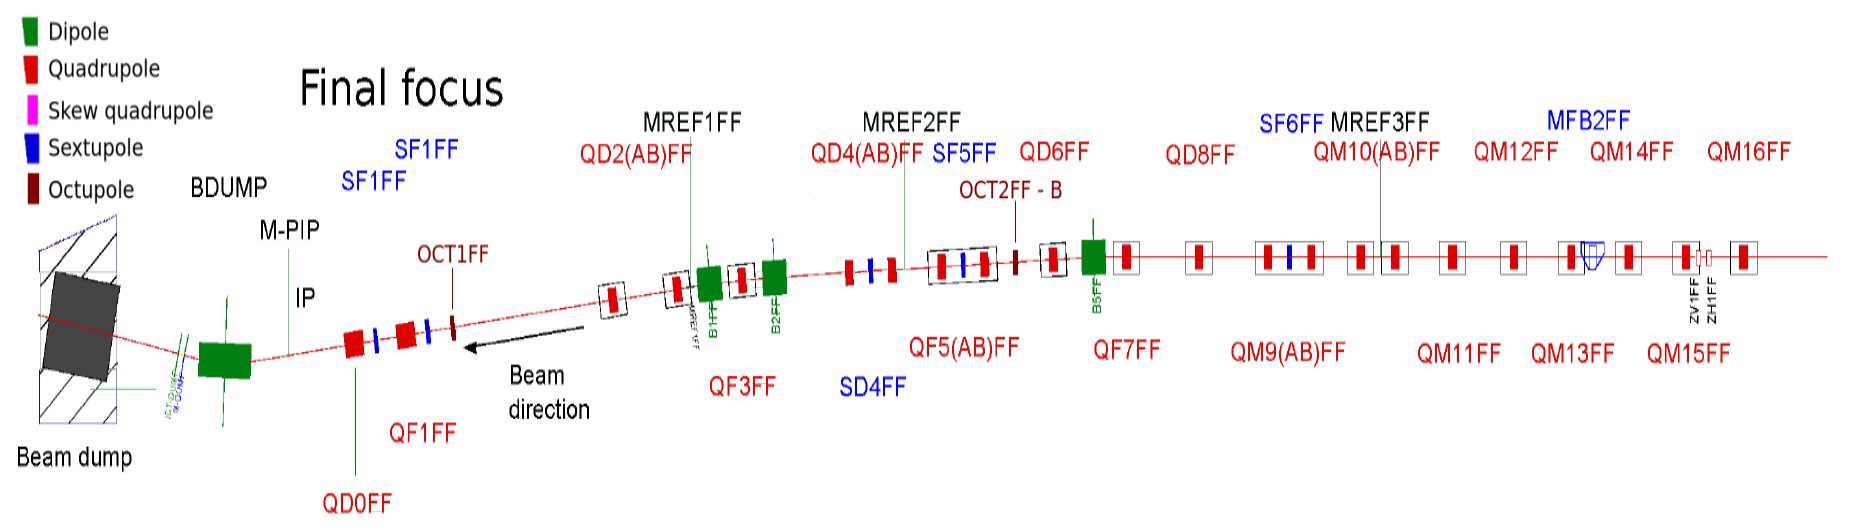 Dipole
Quadrupole
Skew quadrupole
Sextupole
Octupole
Final focus
BDUMP
M-PIP
IP
SF1FF
SF1FF
OCT1FF
QD0FF
QF1FF
Beam dump
Beam
direction
MREF1FF
QD2(AB)FF
B1FF
B2FF
QF3FF
MREF2FF
QD4(AB)FF
SF5FF
QD6FF
OCT2FF - B
SD4FF
QF5(AB)FF
B5FF
QF7FF
QD8FF
SF6FF MREF3FF
QM10(AB)FF
QM9(AB)FF
QM12FF
QM11FF
MFB2FF
QM14FF
QM13FF
QM16FF
QM15FF
ZV1FF
ZH1FF